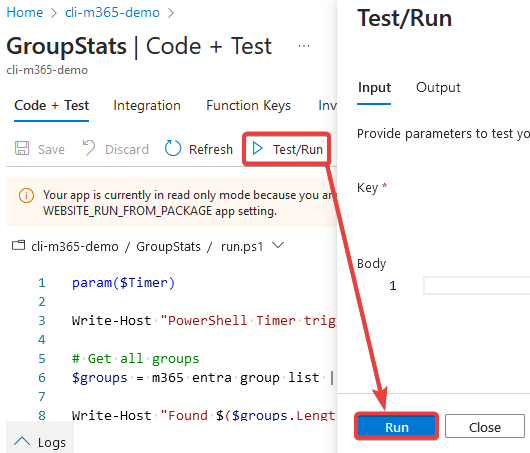 Home > cli-m365-demo >
GroupStats | Code + Test ...
cli-m365-demo
Code + Test Integration Function Keys Inv
Save Discard Refresh Test/Run
Your app is currently in read only mode because you ar
WEBSITE_RUN_FROM_PACKAGE app setting.
cli-m365-demo / GroupStats / run.ps1
1 param($Timer)
2
3 Write-Host "PowerShell Timer trig
4
5 # Get all groups
6 $groups = m365 entra group list |
7
8 Write-Host "Found $($groups.Lengt
Logs
Test/Run
Input Output
Provide parameters to test yo
Key *
Body
1
Run Close